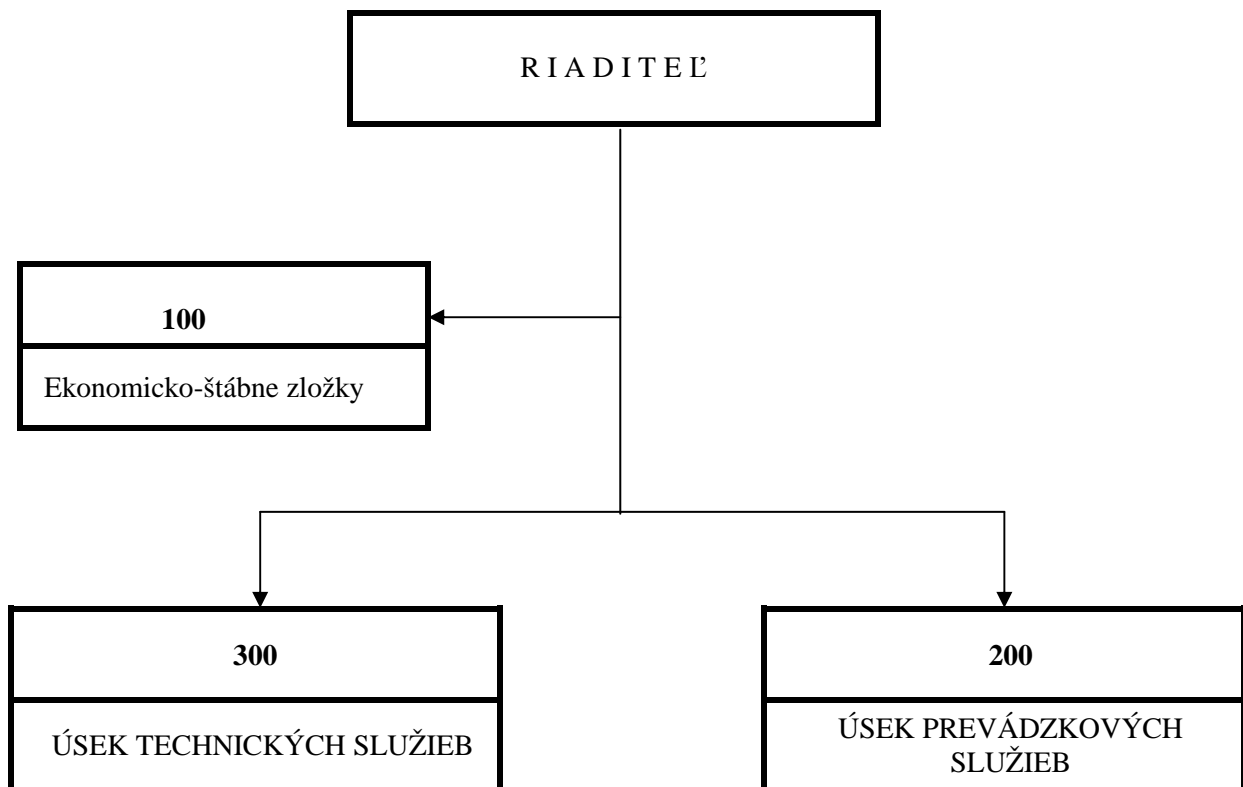 R I A D I T E Ľ
100
Ekonomicko-štábne zložky
300
ÚSEK TECHNICKÝCH SLUŽIEB
200
ÚSEK PREVÁDZKOVÝCH
SLUŽIEB